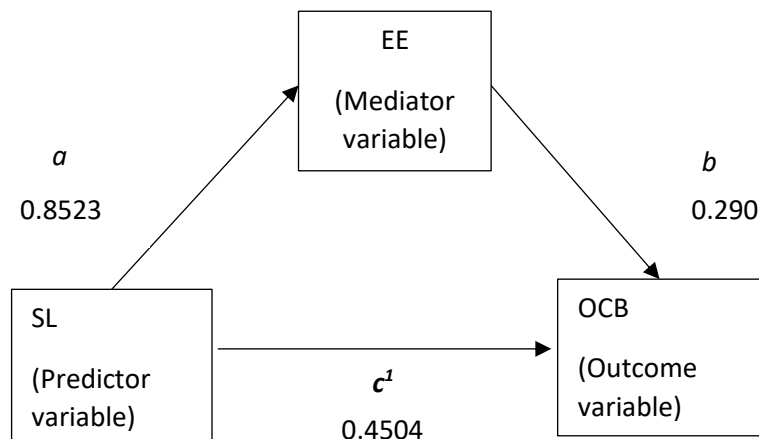 EE
(Mediator
variable)
a
0.8523
b
0.290
SL
(Predictor
variable)
c¹
0.4504
OCB
(Outcome
variable)